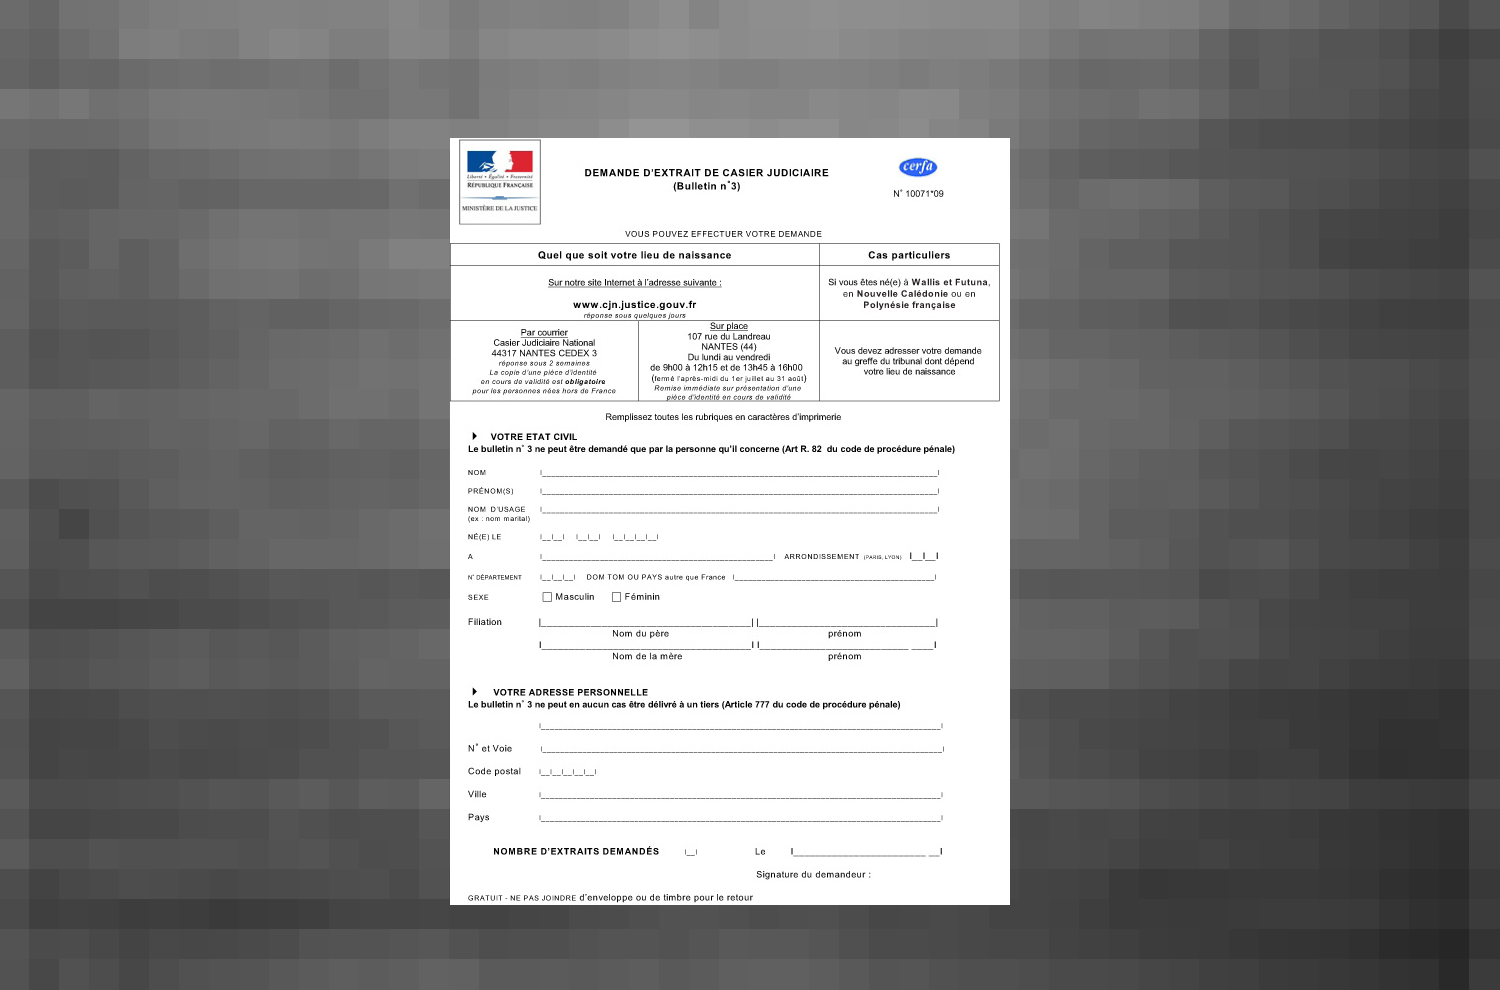 Liberté • Égalité • Fraternité
RÉPUBLIQUE FRANÇAISE
MINISTÈRE DE LA JUSTICE
DEMANDE D'EXTRAIT DE CASIER JUDICIAIRE
(Bulletin n°3)
cerfa
N° 10071*09
VOUS POUVEZ EFFECTUER VOTRE DEMANDE
Quel que soit votre lieu de naissance
Cas particuliers
Sur notre site Internet à l'adresse suivante :
www.cjn.justice.gouv.fr
réponse sous quelques jours
Si vous êtes né(e) à Wallis et Futuna,
en Nouvelle Calédonie ou en
Polynésie française
Par courrier
Casier Judiciaire National
44317 NANTES CEDEX 3
réponse sous 2 semaines
La copie d'une pièce d'identité
en cours de validité est obligatoire
pour les personnes nées hors de France
Sur place
107 rue du Landreau
NANTES (44)
Du lundi au vendredi
de 9h00 à 12h15 et de 13h45 à 16h00
(fermé l'après-midi du 1er juillet au 31 août)
Remise immédiate sur présentation d'une
pièce d'identité en cours de validité
Vous devez adresser votre demande
au greffe du tribunal dont dépend
votre lieu de naissance
Remplissez toutes les rubriques en caractères d'imprimerie
VOTRE ETAT CIVIL
Le bulletin n° 3 ne peut être demandé que par la personne qu'il concerne (Art R. 82 du code de procédure pénale)
NOM
PRÉNOM(S)
NOM D'USAGE
(ex : nom marital)
NÉ(E) LE
A ARRONDISSEMENT (PARIS, LYON)
N° DÉPARTEMENT DOM TOM OU PAYS autre que France
SEXE Masculin Féminin
Filiation
Nom du père prénom
Nom de la mère prénom
VOTRE ADRESSE PERSONNELLE
Le bulletin n° 3 ne peut en aucun cas être délivré à un tiers (Article 777 du code de procédure pénale)
N° et Voie
Code postal
Ville
Pays
NOMBRE D'EXTRAITS DEMANDÉS Le
Signature du demandeur :
GRATUIT - NE PAS JOINDRE d'enveloppe ou de timbre pour le retour